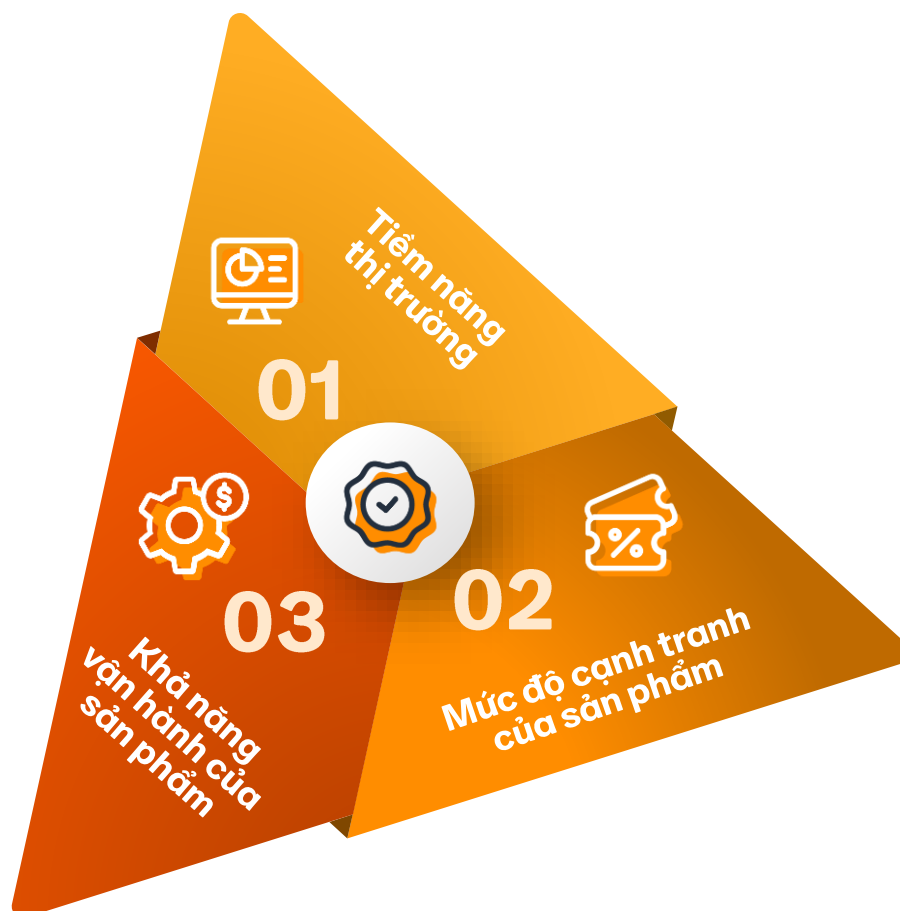 Tiềm năng
thị trường
01
02
Mức độ cạnh tranh
của sản phẩm
03
Khả năng
vận hành của
sản phẩm
$
%